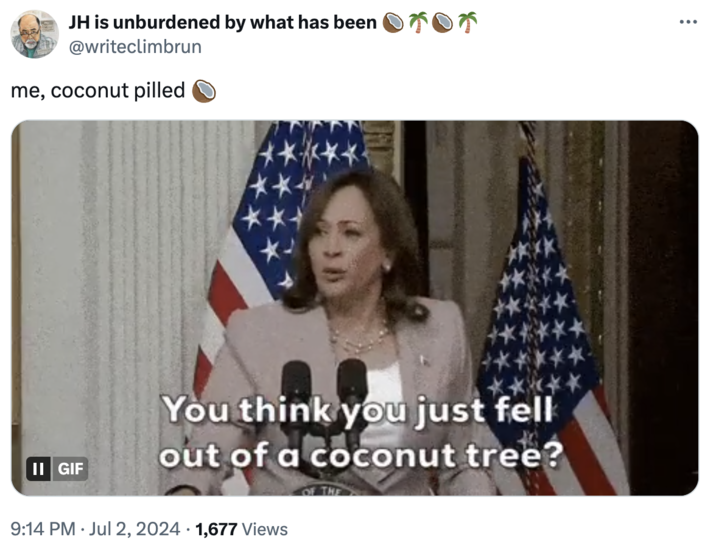 JH is unburdened by what has been 🥥🌴🥥🌴
@writeclimbrun
me, coconut pilled 🥥
You think you just fell
out of a coconut tree?
OF THE
GIF
9:14 PM · Jul 2, 2024 · 1,677 Views